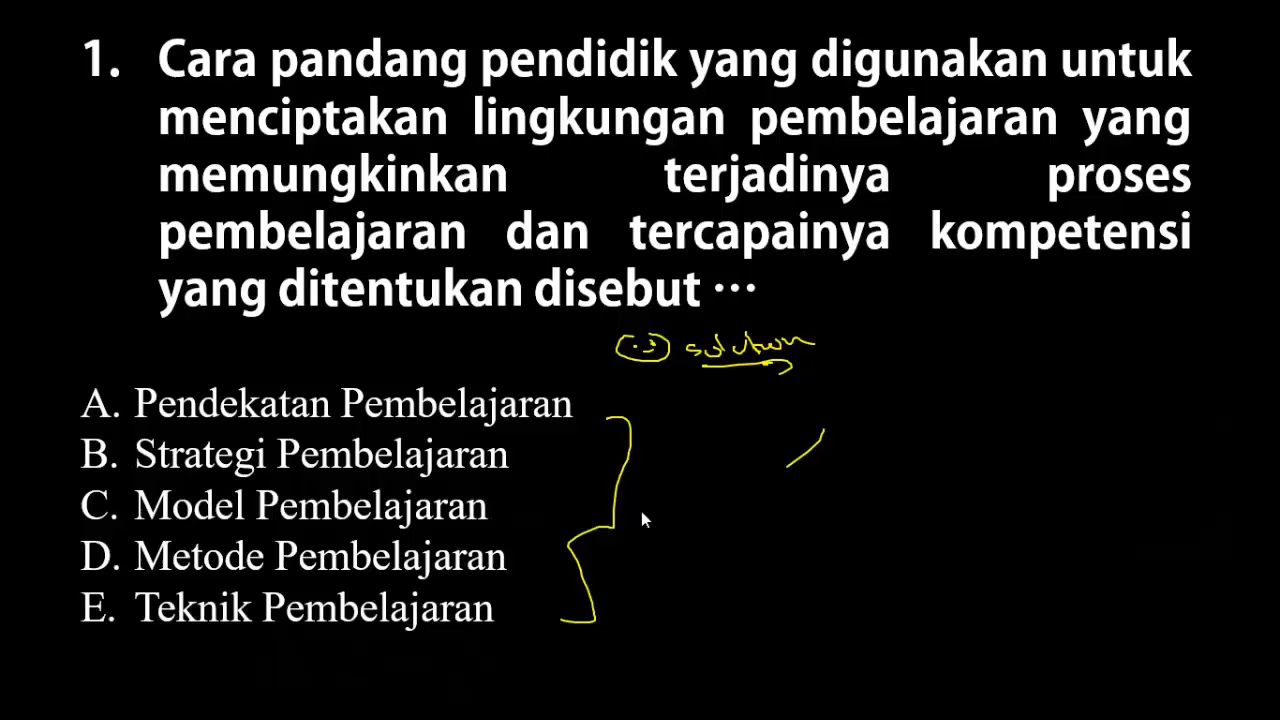 1. Cara pandang pendidik yang digunakan untuk
menciptakan lingkungan pembelajaran yang
memungkinkan terjadinya proses
pembelajaran dan tercapainya kompetensi
yang ditentukan disebut ⋯
A. Pendekatan Pembelajaran
B. Strategi Pembelajaran
C. Model Pembelajaran
D. Metode Pembelajaran
E. Teknik Pembelajaran